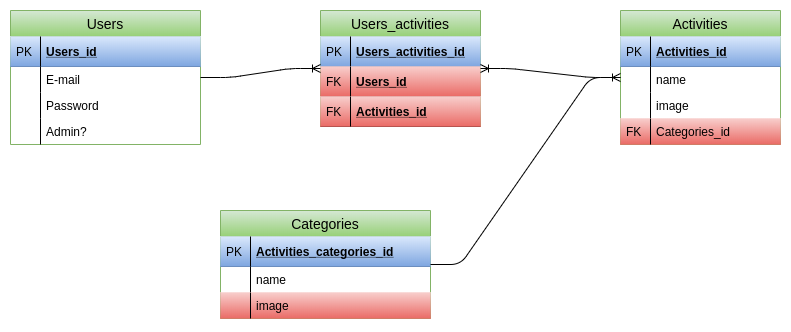 Users
PK Users_id
E-mail
Password
Admin?
Users_activities
PK Users_activities_id
FK Users_id
FK Activities_id
Activities
PK Activities_id
name
image
FK Categories_id
Categories
PK Activities_categories_id
name
image